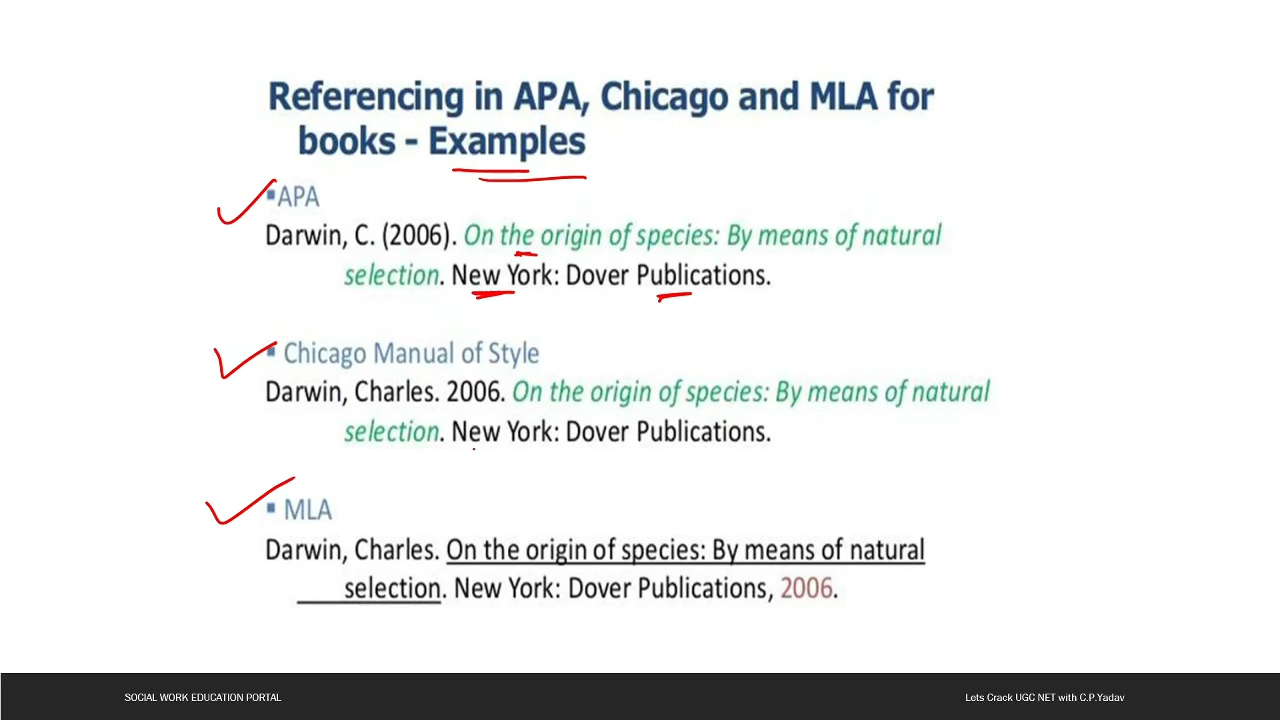 Referencing in APA, Chicago and MLA for
books - Examples
▪APA
Darwin, C. (2006). On the origin of species: By means of natural
selection. New York: Dover Publications.
▪ Chicago Manual of Style
Darwin, Charles. 2006. On the origin of species: By means of natural
selection. New York: Dover Publications.
▪ MLA
Darwin, Charles. On the origin of species: By means of natural
selection. New York: Dover Publications, 2006.
SOCIAL WORK EDUCATION PORTAL
Lets Crack UGC NET with C.P.Yadav